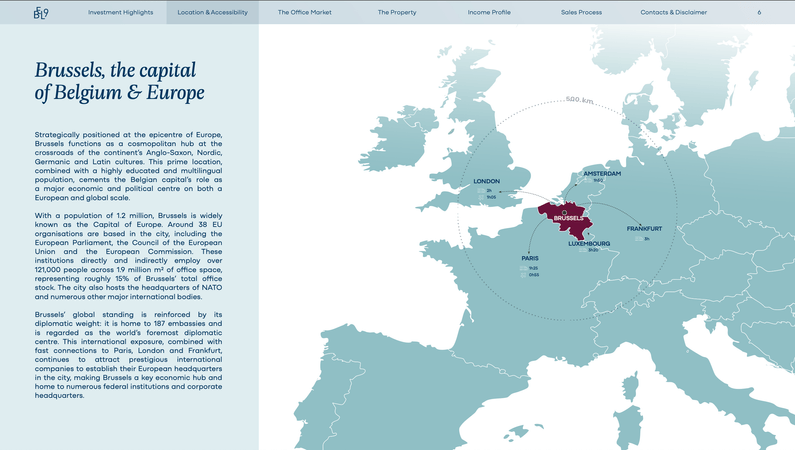 BEL9
Investment Highlights
Location & Accessibility
The Office Market
The Property
Income Profile
Sales Process
Contacts & Disclaimer
6
Brussels, the capital
of Belgium & Europe
Strategically positioned at the epicentre of Europe,
Brussels functions as a cosmopolitan hub at the
crossroads of the continent's Anglo-Saxon, Nordic,
Germanic and Latin cultures. This prime location,
combined with a highly educated and multilingual
population, cements the Belgian capital's role as
a major economic and political centre on both a
European and global scale.
With a population of 1.2 million, Brussels is widely
known as the Capital of Europe. Around 38 EU
organisations are based in the city, including the
European Parliament, the Council of the European
Union and the European Commission. These
institutions directly and indirectly employ over
121,000 people across 1.9 million m² of office space,
representing roughly 15% of Brussels' total office
stock. The city also hosts the headquarters of NATO
and numerous other major international bodies.
Brussels' global standing is reinforced by its
diplomatic weight: it is home to 187 embassies and
is regarded as the world's foremost diplomatic
centre. This international exposure, combined with
fast connections to Paris, London and Frankfurt,
continues to attract prestigious international
companies to establish their European headquarters
in the city, making Brussels a key economic hub and
home to numerous federal institutions and corporate
headquarters.
500 km
LONDON
2h
1h05
AMSTERDAM
1h52
BRUSSELS
FRANKFURT
3h
LUXEMBOURG
PARIS
1h25
0h55